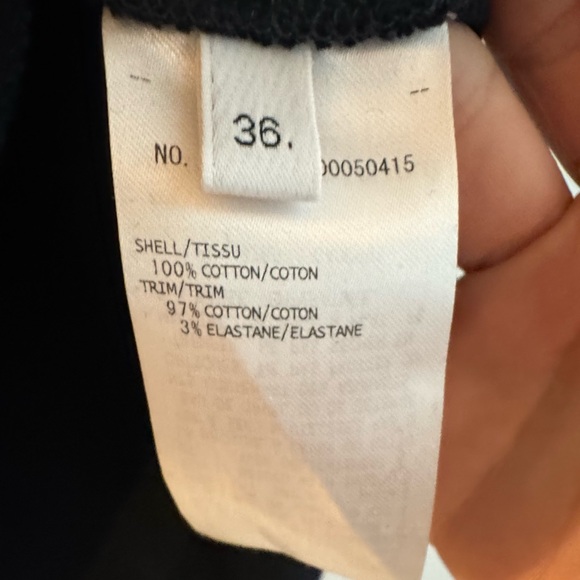 -- --
36.
NO. 00050415
SHELL/TISSU
100% COTTON/COTON
TRIM/TRIM
97% COTTON/COTON
3% ELASTANE/ELASTANE